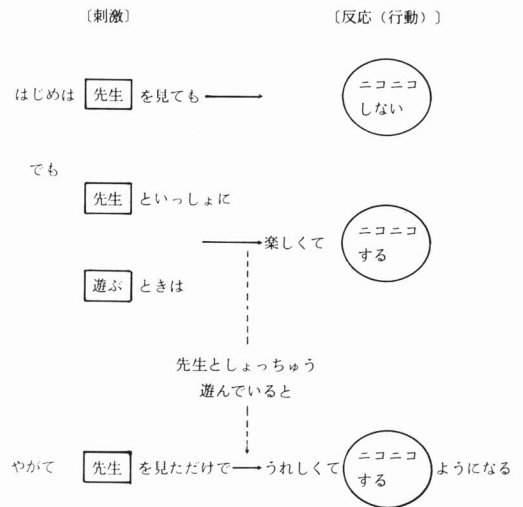 〔刺激〕 〔反応（行動）〕
はじめは 先生 を見ても ニコニコ
しない
でも
先生 といっしょに
楽しくて ニコニコ
する
遊ぶ ときは
先生としょっちゅう
遊んでいると
やがて 先生 を見ただけで うれしくて ニコニコ
する ようになる